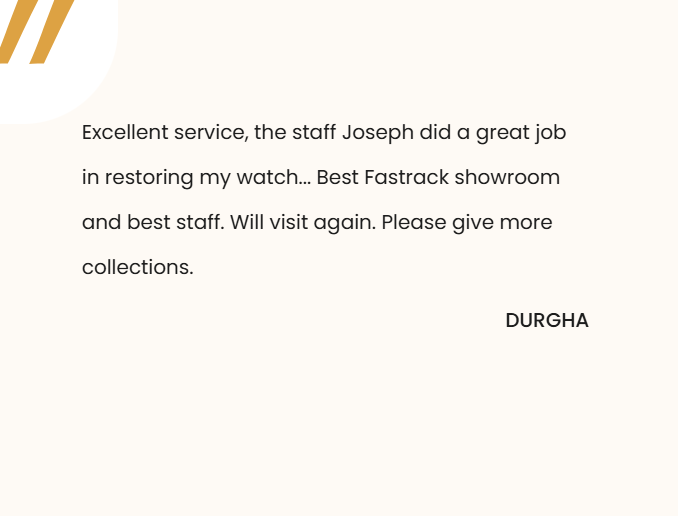 Excellent service, the staff Joseph did a great job
in restoring my watch... Best Fastrack showroom
and best staff. Will visit again. Please give more
collections.
DURGHA